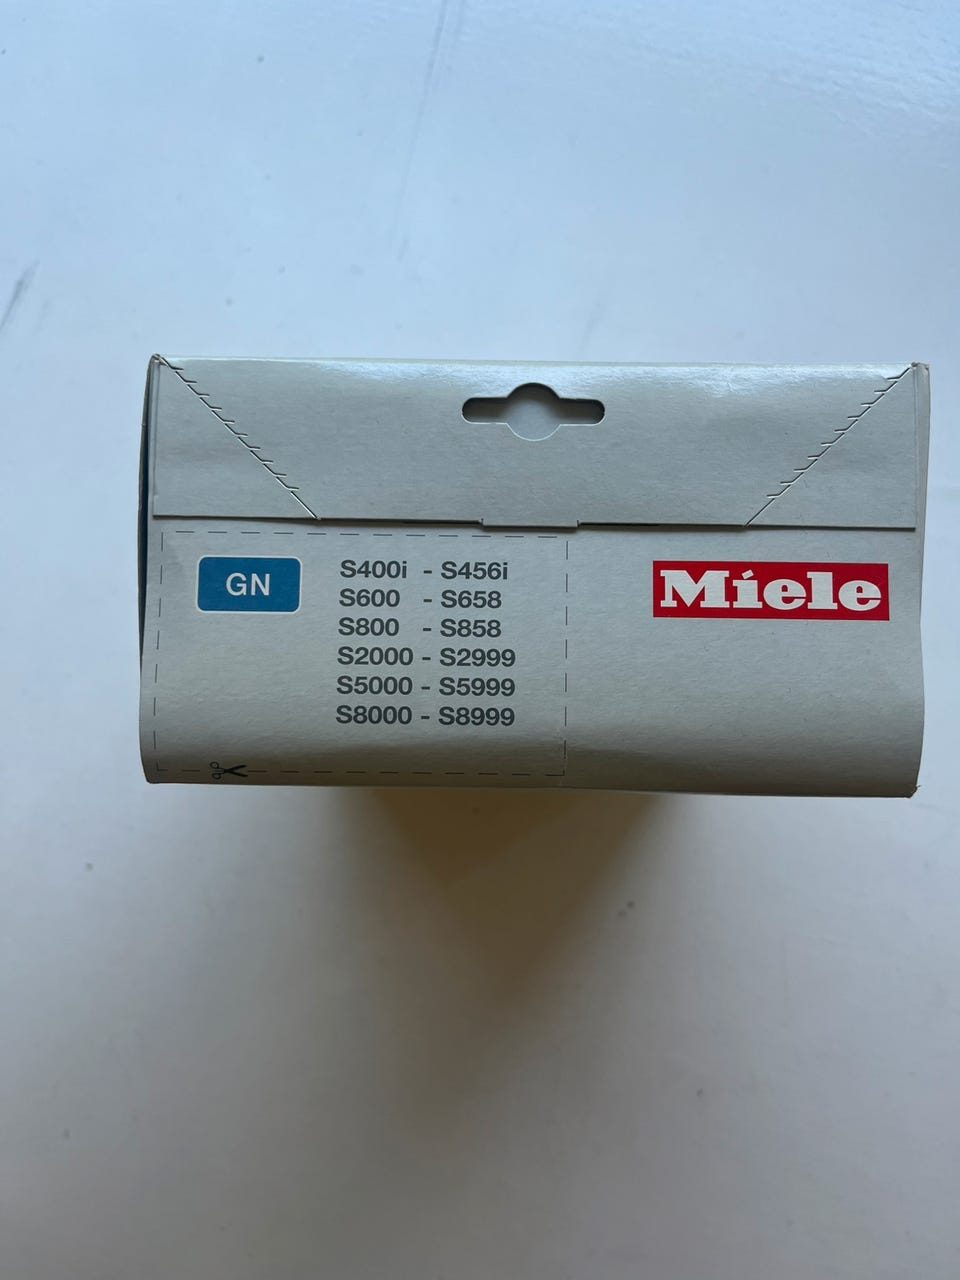 GN
S400i - S456i
S600 - S658
S800 - S858
S2000 - S2999
S5000 - S5999
S8000 - S8999
Miele